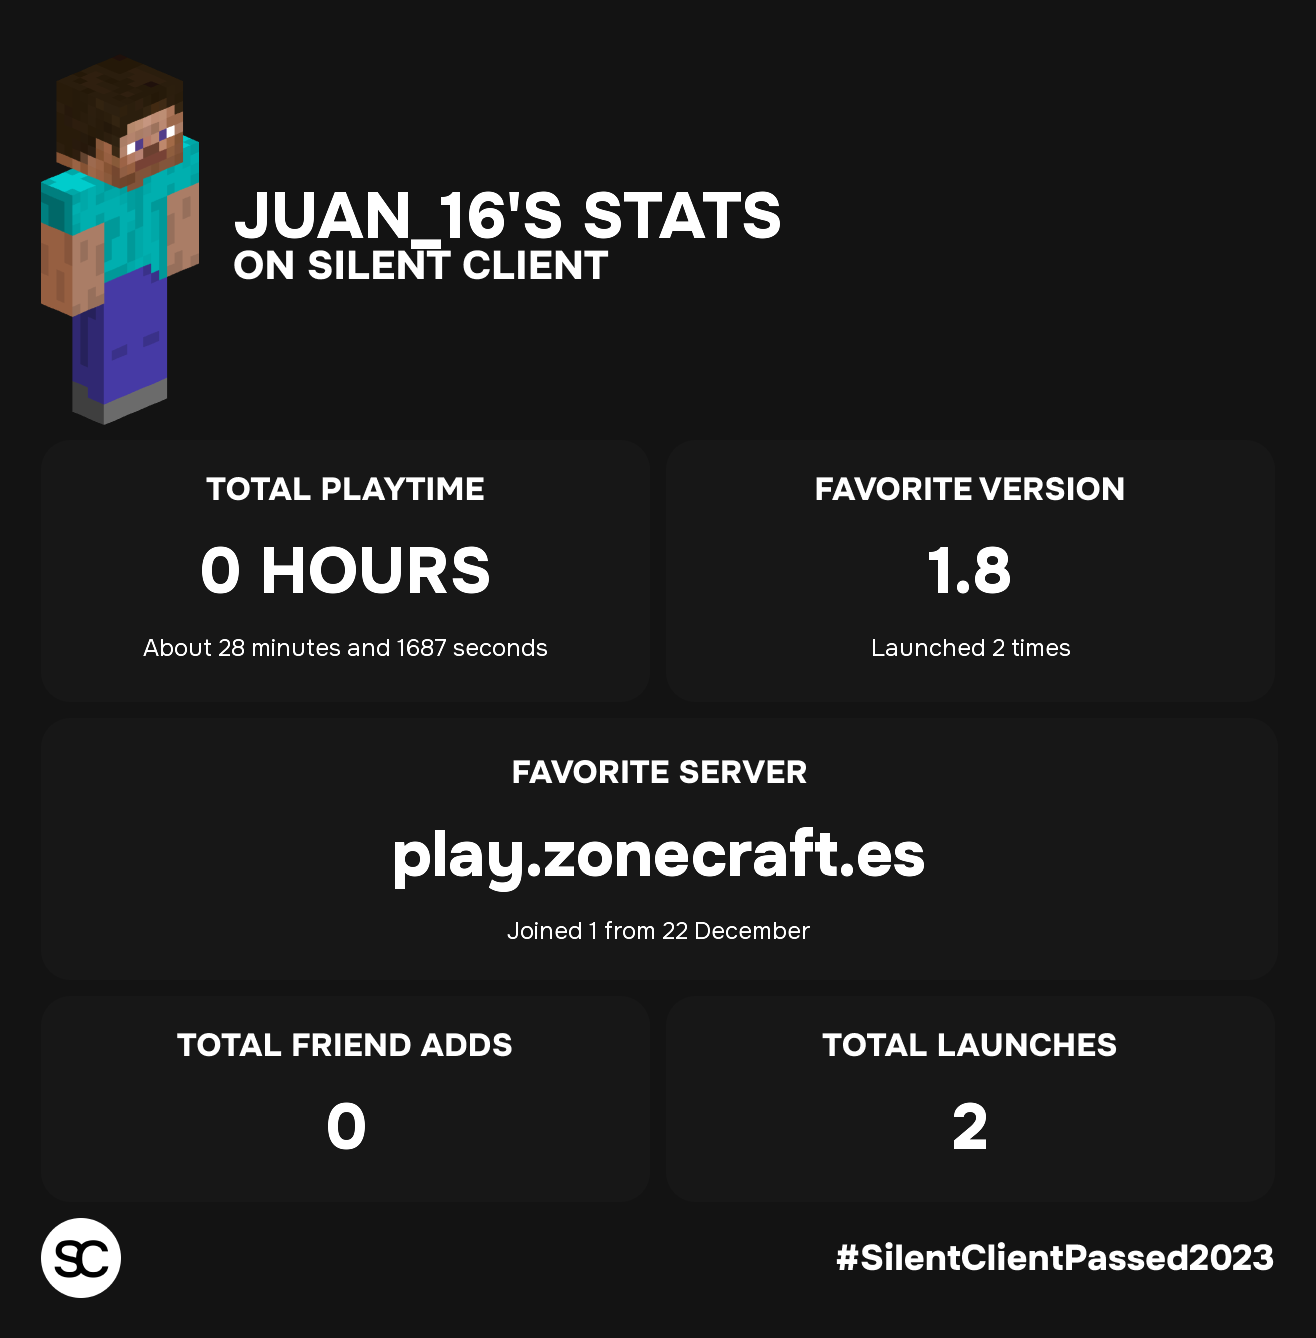 JUAN_16'S STATS
ON SILENT CLIENT
TOTAL PLAYTIME
0 HOURS
About 28 minutes and 1687 seconds
FAVORITE VERSION
1.8
Launched 2 times
FAVORITE SERVER
play.zonecraft.es
Joined 1 from 22 December
TOTAL FRIEND ADDS
0
TOTAL LAUNCHES
2
SC
#SilentClientPassed2023